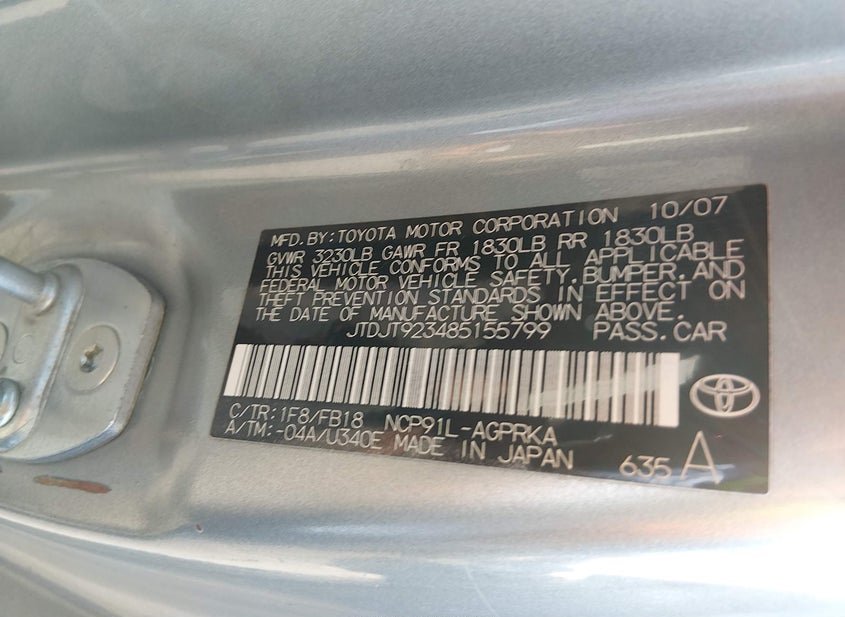 MFD. BY: TOYOTA MOTOR CORPORATION 10/07
GVWR 3230LB GAWR FR 1830LB RR 1830LB
THIS VEHICLE CONFORMS TO ALL APPLICABLE
FEDERAL MOTOR VEHICLE SAFETY, BUMPER, AND
THEFT PREVENTION STANDARDS IN EFFECT ON
THE DATE OF MANUFACTURE SHOWN ABOVE.
JTDJT923485155799 PASS. CAR
C/TR: 1F8/FB18 NCP91L-AGPRKA
A/TM: -04A/U340E MADE IN JAPAN 635 A